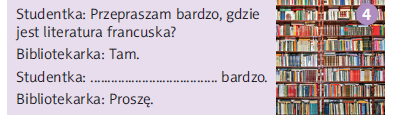 Studentka: Przepraszam bardzo, gdzie
jest literatura francuska?
Bibliotekarka: Tam.
Studentka: ..................................... bardzo.
Bibliotekarka: Proszę.
4